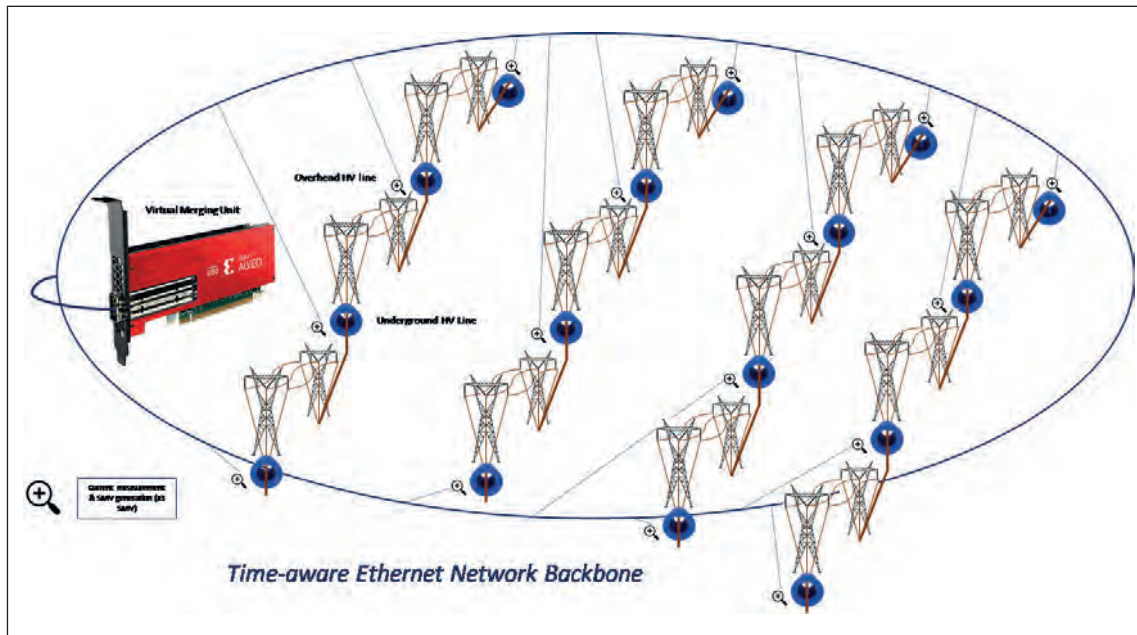 Overhead HV line
Virtual Merging Unit
ALVEO
Underground HV Line
Current measurement
& SMV generation (x3
SMV)
Time-aware Ethernet Network Backbone